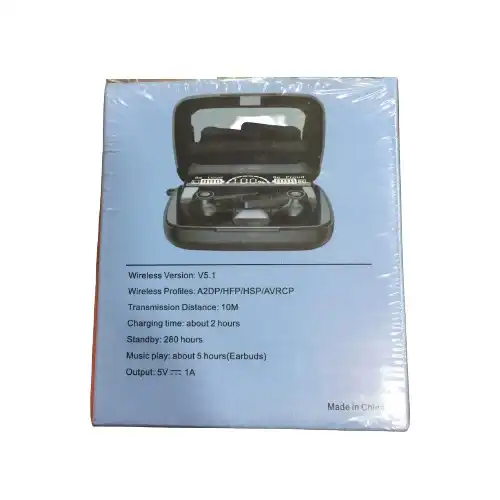 100%
Wireless Version: V5.1
Wireless Profiles: A2DP/HFP/HSP/AVRCP
Transmission Distance: 10M
Charging time: about 2 hours
Standby: 280 hours
Music play: about 5 hours(Earbuds)
Output: 5V⎓1A
Made in China